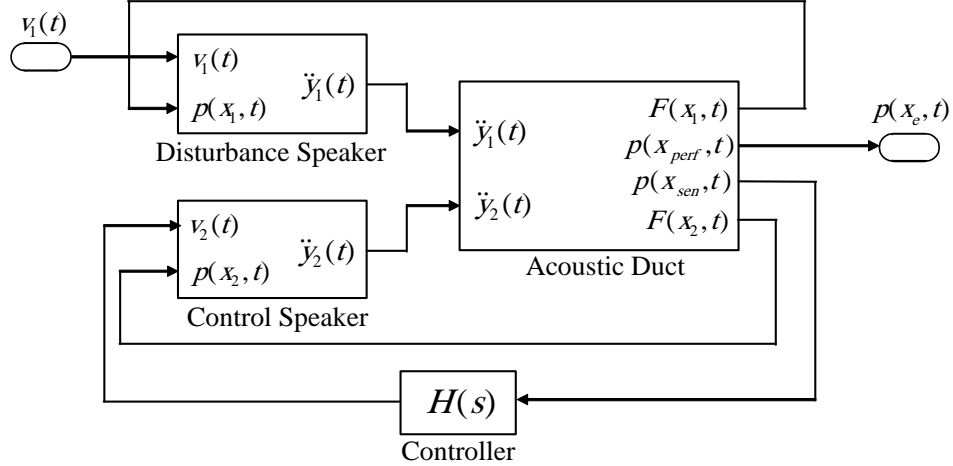 v₁(t)
v₁(t)
ÿ₁(t)
p(x₁,t)
Disturbance Speaker
ÿ₁(t)
ÿ₂(t)
F(x₁,t)
p(x_perf,t)
p(x_sen,t)
F(x₂,t)
Acoustic Duct
p(x_e,t)
v₂(t)
ÿ₂(t)
p(x₂,t)
Control Speaker
H(s)
Controller